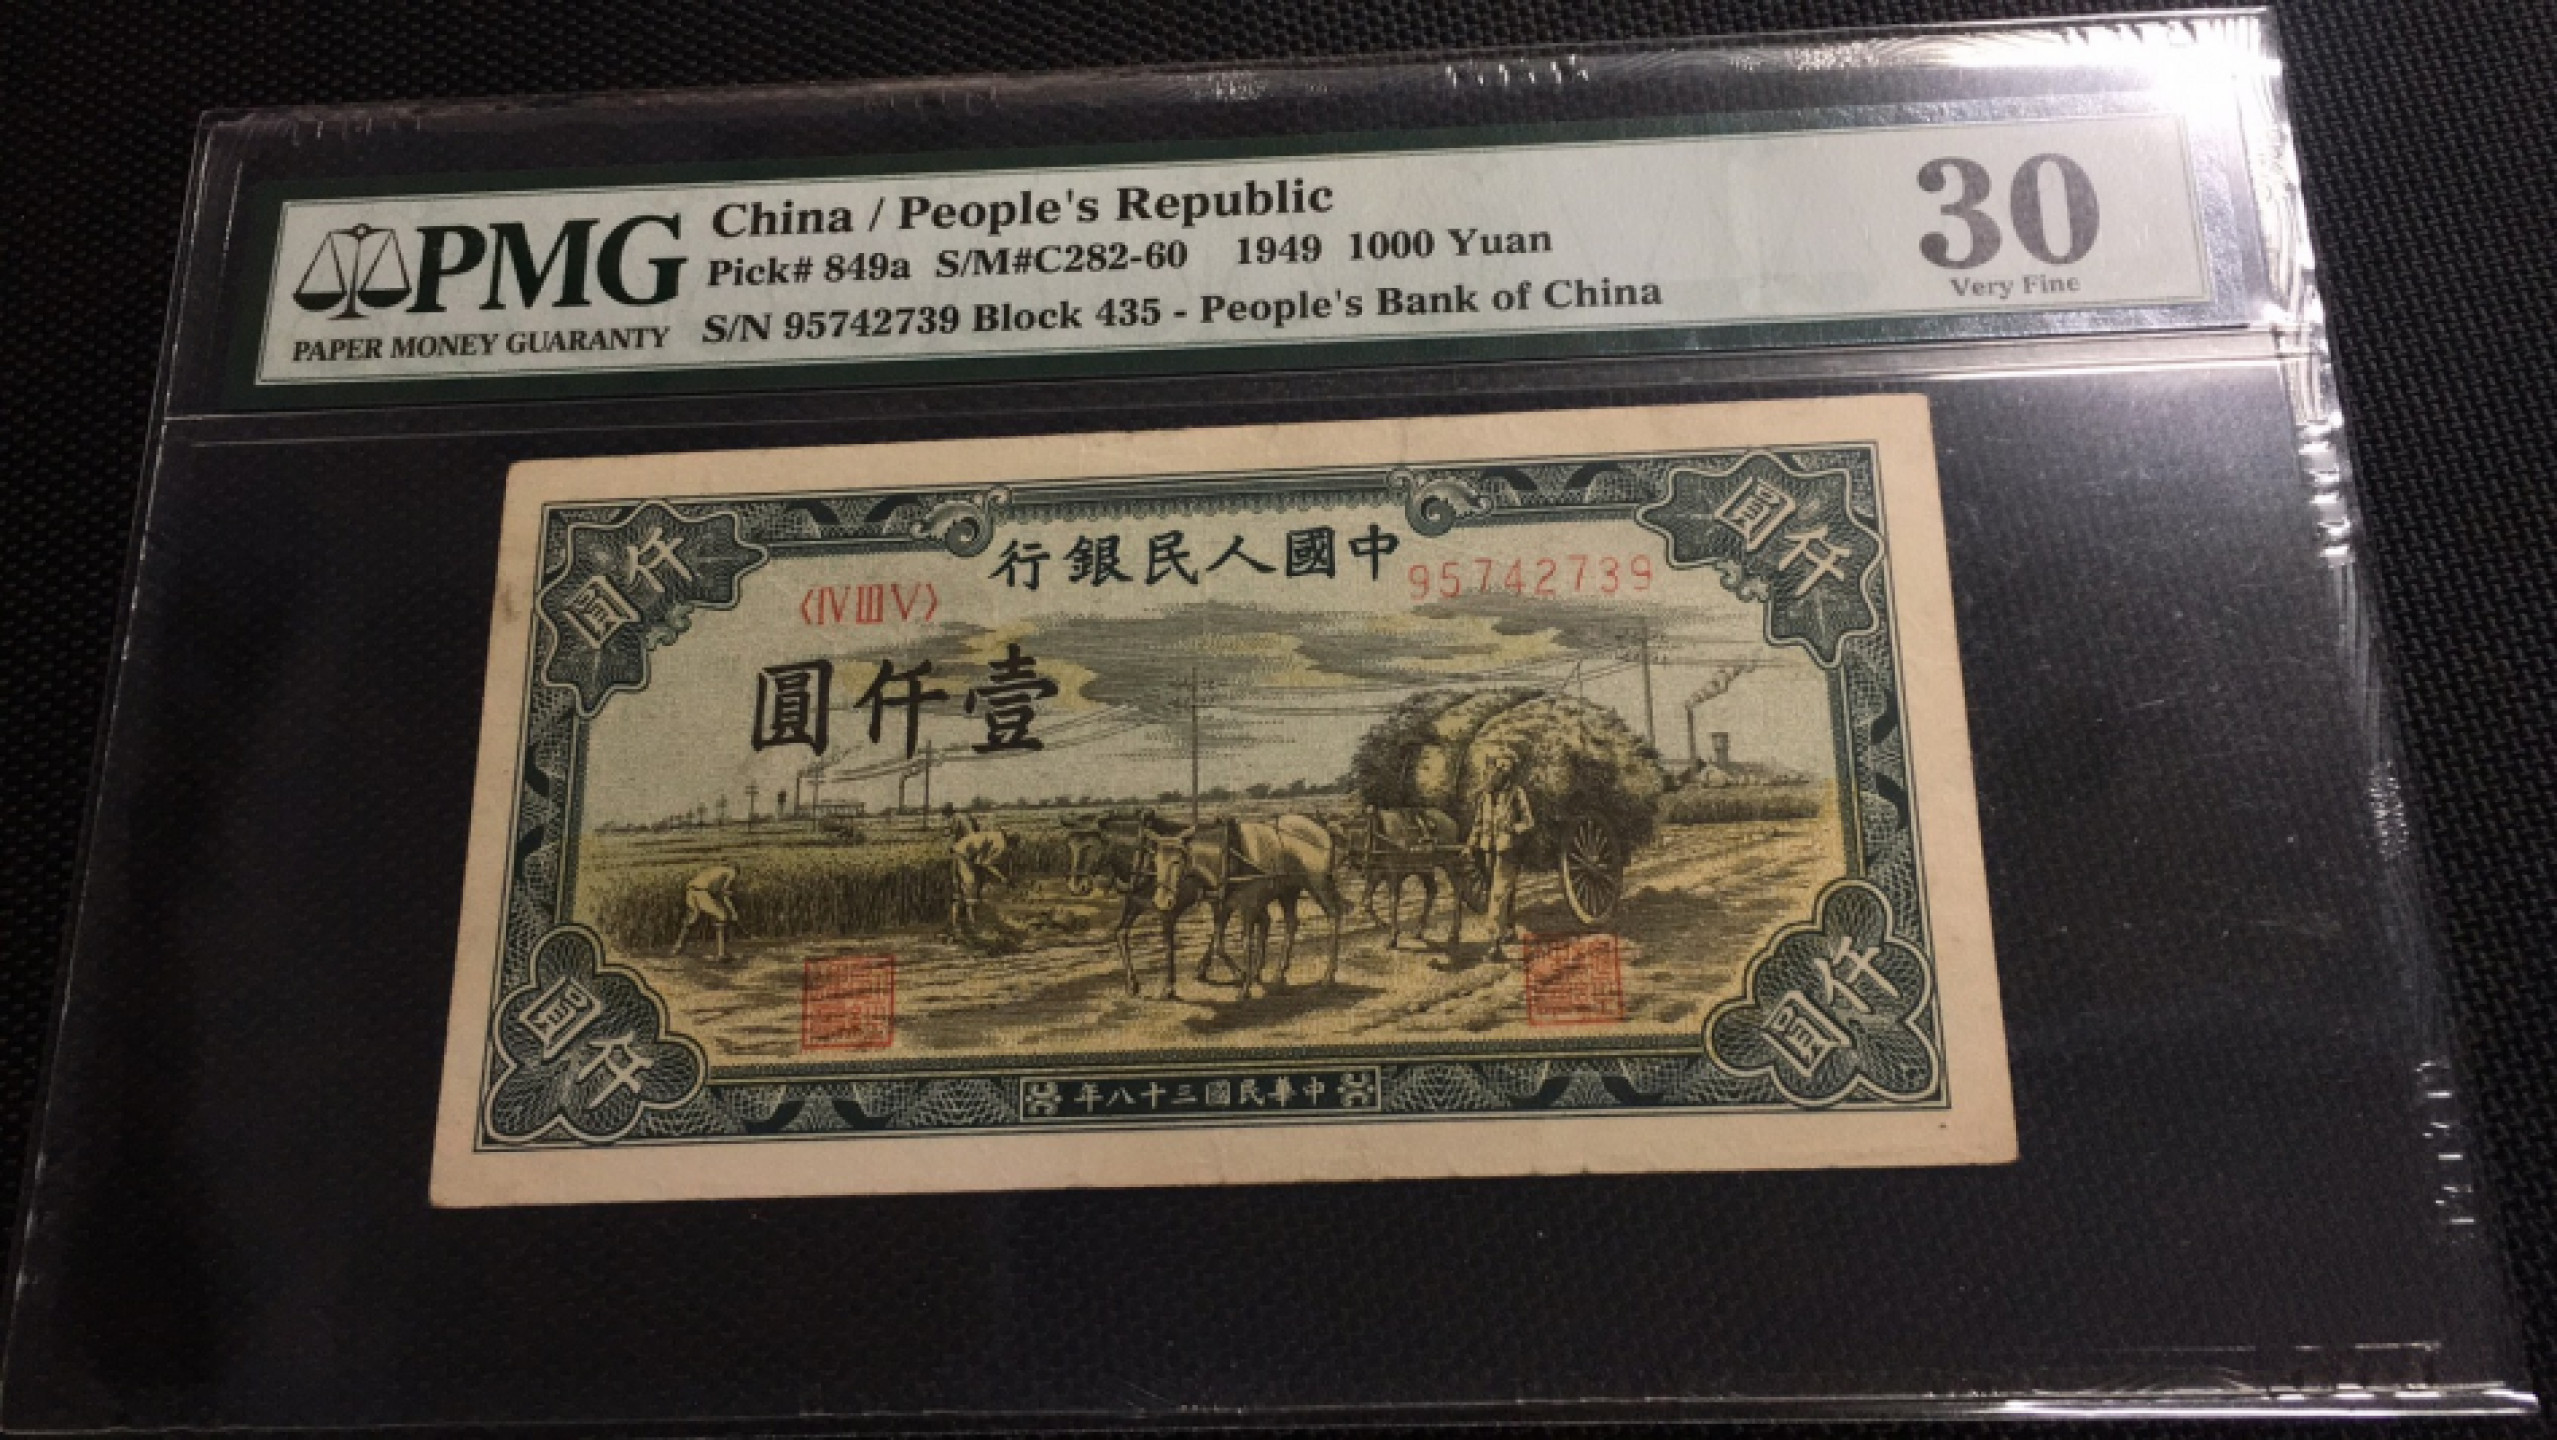 PMG
PAPER MONEY GUARANTY
China / People's Republic
Pick# 849a S/M#C282-60 1949 1000 Yuan
S/N 95742739 Block 435 - People's Bank of China
30
Very Fine
行銀民人國中
〈ⅣⅢⅤ〉
95742739
圓仟壹
仟圓
圓仟
圓仟
仟圓
年八十三國民華中